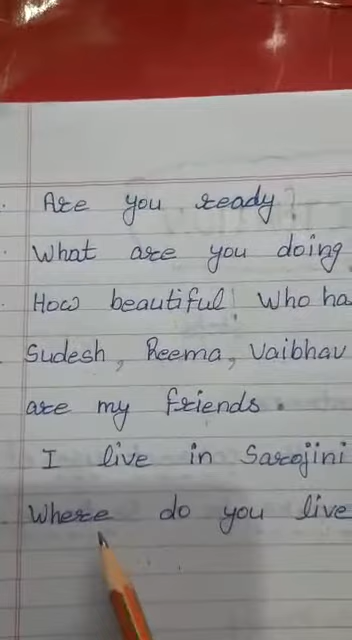 Are you ready?
What are you doing
How beautiful! Who ha
Sudesh, Reema, Vaibhav
are my friends.
I live in Sarojini
Where do you live